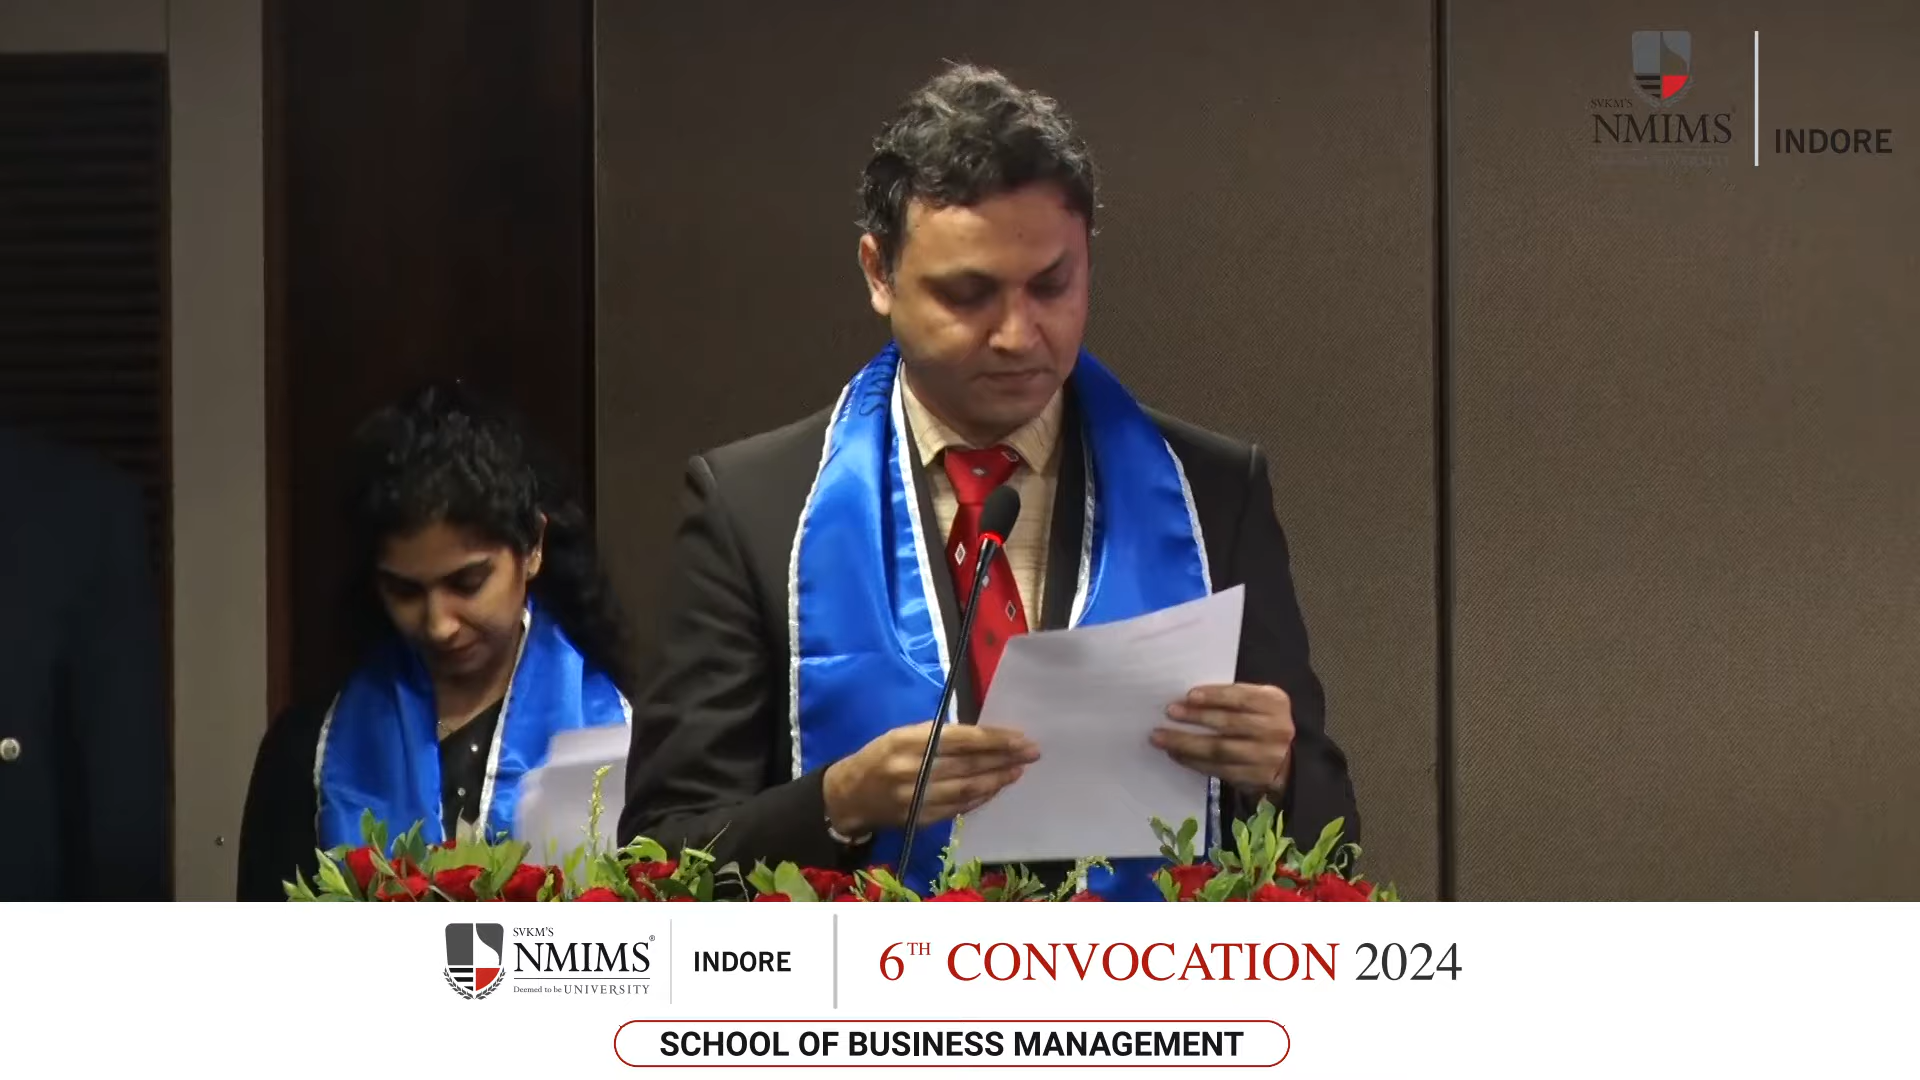 SVKM'S
NMIMS
INDORE
SVKM'S
NMIMS®
Deemed to be UNIVERSITY
INDORE
6TH CONVOCATION 2024
SCHOOL OF BUSINESS MANAGEMENT